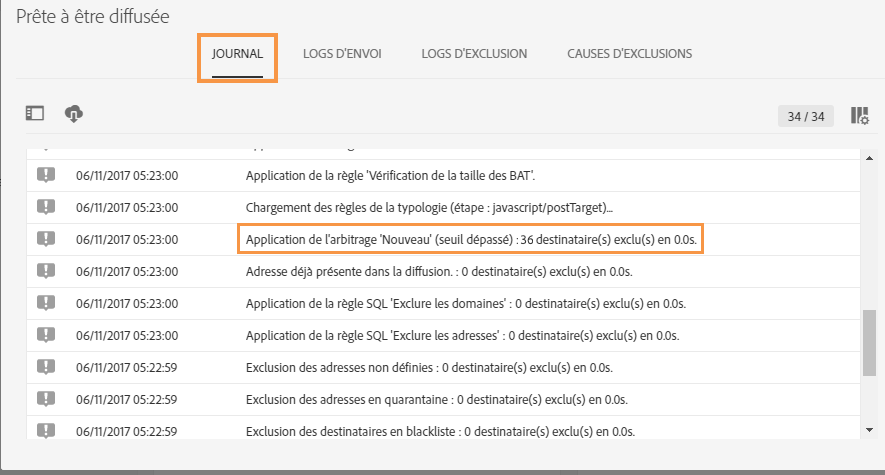 Prête à être diffusée
JOURNAL LOGS D'ENVOI LOGS D'EXCLUSION CAUSES D'EXCLUSIONS
34 / 34
06/11/2017 05:23:00 Application de la règle 'Vérification de la taille des BAT'.
06/11/2017 05:23:00 Chargement des règles de la typologie (étape : javascript/postTarget)...
06/11/2017 05:23:00 Application de l'arbitrage 'Nouveau' (seuil dépassé) : 36 destinataire(s) exclu(s) en 0.0s.
06/11/2017 05:23:00 Adresse déjà présente dans la diffusion. : 0 destinataire(s) exclu(s) en 0.0s.
06/11/2017 05:23:00 Application de la règle SQL 'Exclure les domaines' : 0 destinataire(s) exclu(s) en 0.0s.
06/11/2017 05:23:00 Application de la règle SQL 'Exclure les adresses' : 0 destinataire(s) exclu(s) en 0.0s.
06/11/2017 05:22:59 Exclusion des adresses non définies : 0 destinataire(s) exclu(s) en 0.0s.
06/11/2017 05:22:59 Exclusion des adresses en quarantaine : 0 destinataire(s) exclu(s) en 0.0s.
06/11/2017 05:22:59 Exclusion des destinataires en blackliste : 0 destinataire(s) exclu(s) en 0.0s.